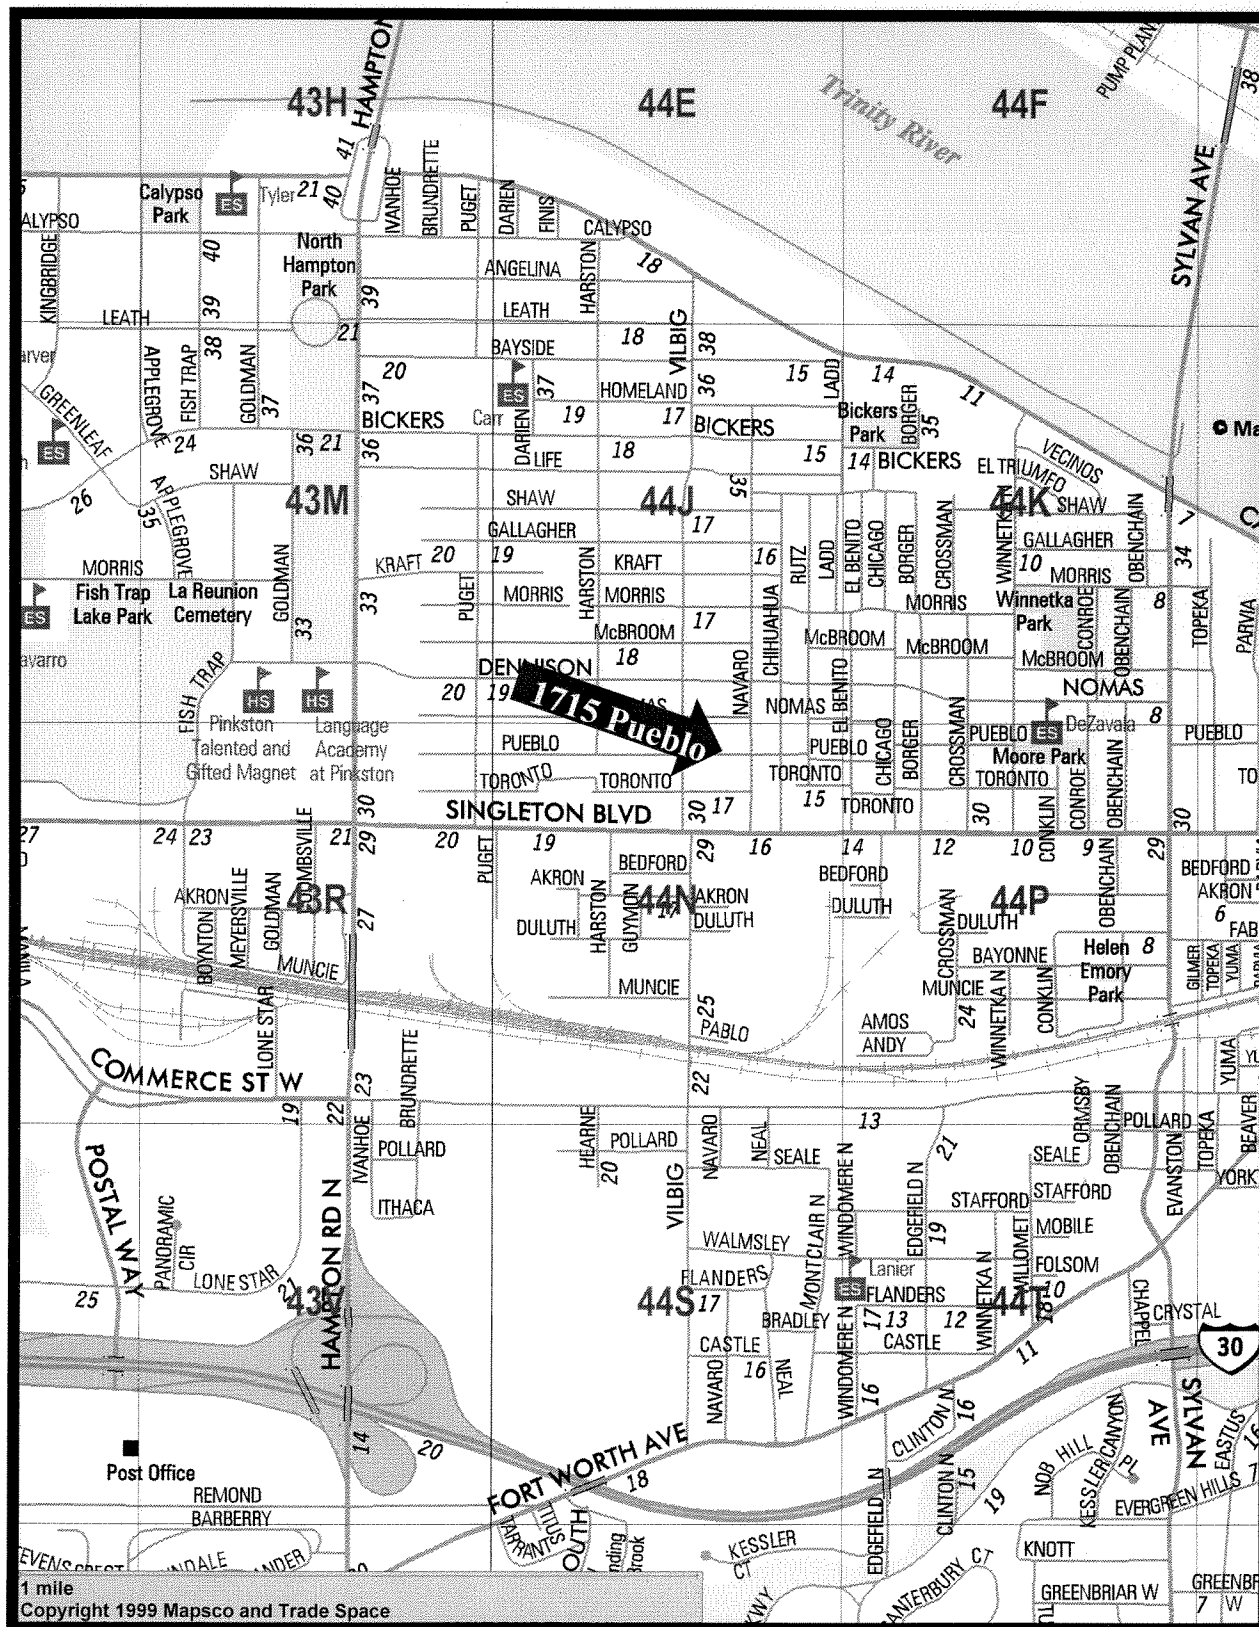 HAMPTON
43H
44E
44F
Trinity River
PUMP PLAN
38
41
40
SYLVAN AVE
Calypso
Park
ES
Tyler
21
IVANHOE
BRUNDRETTE
PUGET
DARIEN
FINIS
CALYPSO
ALYPSO
KINGBRIDGE
40
North
Hampton
Park
ANGELINA
HARSTON
18
39
39
LEATH
LEATH
VILBIG
38
21
18
BAYSIDE
arver
APPLEGROVE
FISH TRAP
38
GOLDMAN
37
20
37
ES
Carr
37
DARIEN
HOMELAND
36
15
LADD
14
11
GREENLEAF
BICKERS
19
17
BICKERS
Bickers
Park
BORGER
35
ES
24
36
21
36
LIFE
18
15
14
BICKERS
VECINOS
EL TRIUMFO
SHAW
26
35
APPLEGROVE
43M
SHAW
44J
35
44K
SHAW
7
GALLAGHER
17
GALLAGHER
MORRIS
KRAFT
20
19
KRAFT
16
RUTZ
LADD
EL BENITO
CHICAGO
BORGER
CROSSMAN
WINNETKA
10
MORRIS
OBENCHAIN
34
Fish Trap
Lake Park
La Reunion
Cemetery
ES
GOLDMAN
33
33
PUGET
MORRIS
HARSTON
MORRIS
CHIHUAHUA
MORRIS
Winnetka
Park
CONROE
OBENCHAIN
8
TOPEKA
PARVIA
avarro
McBROOM
17
McBROOM
McBROOM
McBROOM
18
DENNISON
20
19
NAVARO
NOMAS
NOMAS
8
FISH TRAP
HS
HS
Pinkston
Talented and
Gifted Magnet
Language
Academy
at Pinkston
1715 Pueblo
EL BENITO
PUEBLO
PUEBLO
CHICAGO
BORGER
CROSSMAN
PUEBLO
ES
DeZavala
Moore Park
PUEBLO
TORONTO
TORONTO
TORONTO
15
TORONTO
TORONTO
CONROE
OBENCHAIN
TO
30
SINGLETON BLVD
30
17
30
CONKLIN
30
27
24
23
21
29
20
PUGET
19
29
16
14
12
10
9
29
AKRON
43R
BEDFORD
BEDFORD
BEDFORD
AKRON
44N
AKRON
44P
AKRON
BOYNTON
MEYERSVILLE
GOLDMAN
27
DULUTH
HARSTON
GUYMON
17
DULUTH
DULUTH
CROSSMAN
DULUTH
OBENCHAIN
6
FAB
MUNCIE
BAYONNE
Helen
Emory
Park
8
GILMER
TOPEKA
YUMA
MUNCIE
25
PABLO
MUNCIE
24
WINNETKA N
CONKLIN
AMOS
ANDY
LONE STAR
COMMERCE ST W
23
BRUNDRETTE
22
YUMA
19
22
IVANHOE
POLLARD
HEARNE
POLLARD
20
NAVARO
NEAL
SEALE
13
21
ORMSBY
OBENCHAIN
POLLARD
TOPEKA
BEAVER
POSTAL WAY
PANORAMIC
CIR
ITHACA
VILBIG
WINDOMERE N
EDGEFIELD N
SEALE
STAFFORD
STAFFORD
EVANSTON
YORK
HAMPTON RD N
MONTCLAIR N
19
MOBILE
WALMSLEY
WILLOMET
FOLSOM
LONE STAR
21
FLANDERS
ES
Lanier
WINNETKA N
10
25
44S
17
FLANDERS
44T
18
CHAPPEL
CRYSTAL
BRADLEY
17
13
12
CASTLE
16
CASTLE
11
30
NAVARO
NEAL
WINDOMERE N
16
SYLVAN
AVE
14
20
CLINTON N
16
Post Office
FORT WORTH AVE
18
15
19
NOB HILL
KESSLER CANYON
PL
EASTUS
16
REMOND
BARBERRY
TARRANTS
TITUS
EDGEFIELD N
CLINTON N
EVERGREEN HILLS
7
KESSLER
CT
CANTERBURY CT
KNOTT
GREENBRIAR W
GREENBR
7
W
1 mile
Copyright 1999 Mapsco and Trade Space